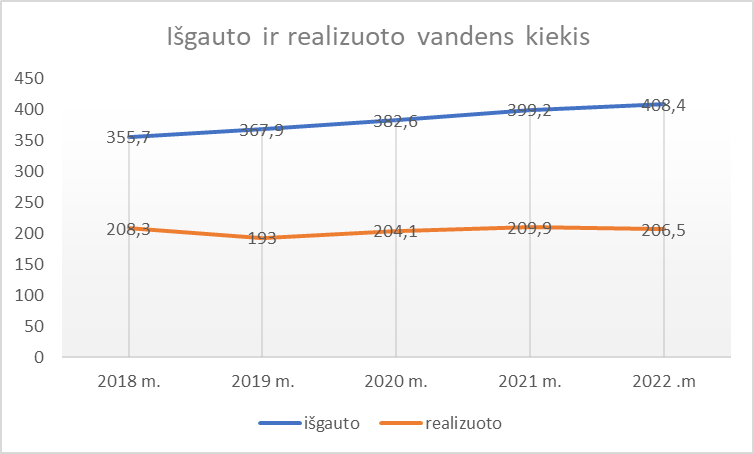 Išgauto ir realizuoto vandens kiekis
450
400
350
300
250
200
150
100
50
0
355,7 367,9 382,6 399,2 408,4
208,3 193 204,1 209,9 206,5
2018 m. 2019 m. 2020 m. 2021 m. 2022 .m
išgauto realizuoto